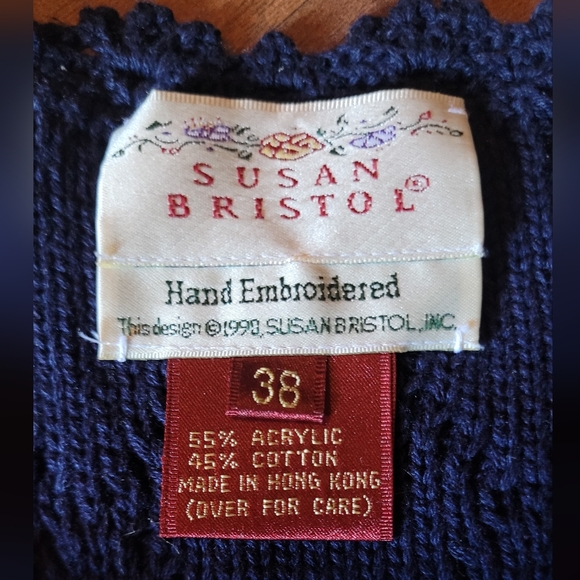 SUSAN
BRISTOL®
Hand Embroidered
This design ©1990, SUSAN BRISTOL, INC.
38
55% ACRYLIC
45% COTTON
MADE IN HONG KONG
(OVER FOR CARE)